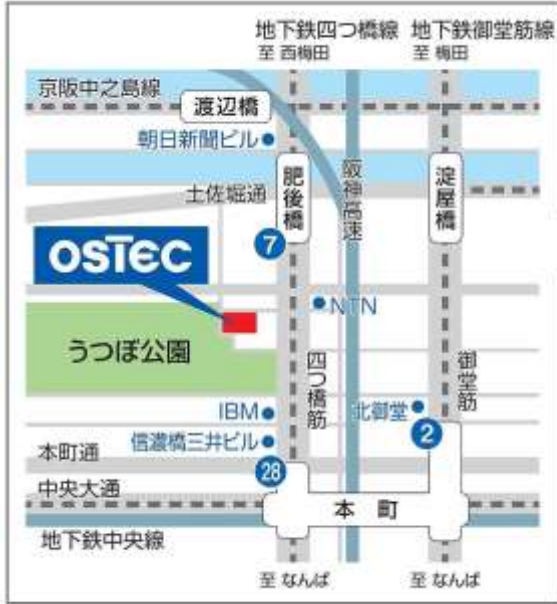 地下鉄四つ橋線
地下鉄御堂筋線
至 西梅田
至 梅田
京阪中之島線
渡辺橋
朝日新聞ビル
肥後橋
阪神高速
淀屋橋
土佐堀通
7
OSTEC
NTN
うつぼ公園
四つ橋筋
御堂筋
IBM
北御堂
2
信濃橋三井ビル
本町通
28
中央大通
本町
地下鉄中央線
至 なんば
至 なんば